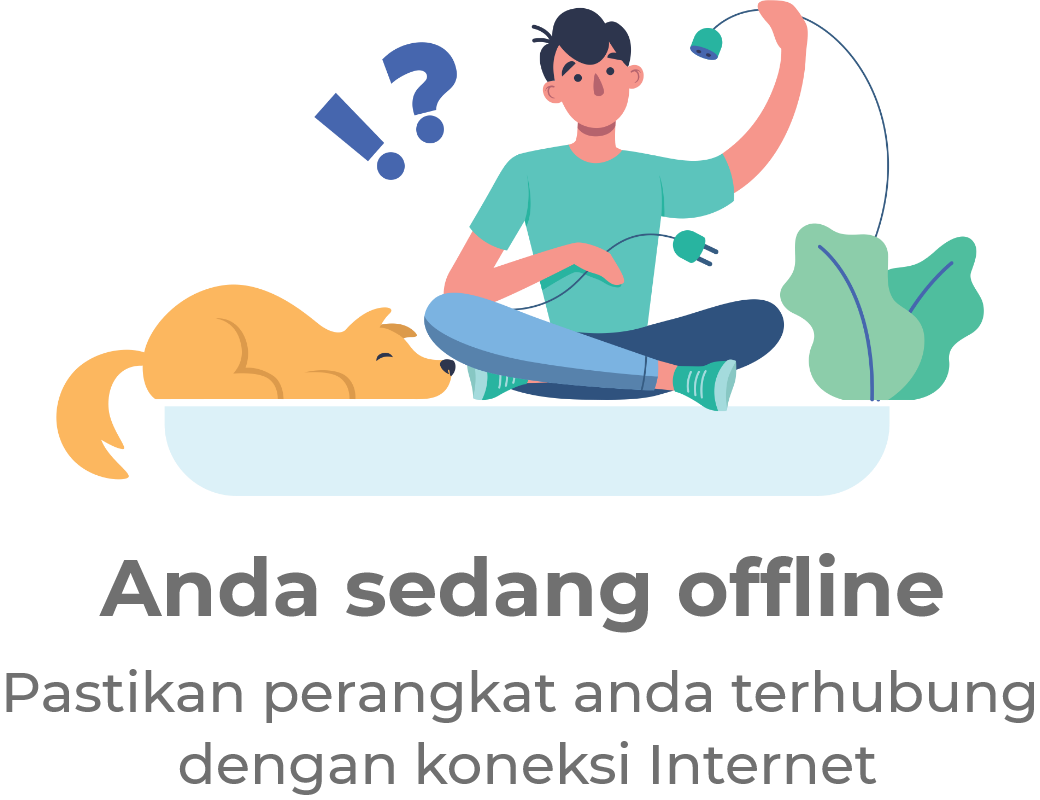 !?
Anda sedang offline
Pastikan perangkat anda terhubung
dengan koneksi Internet